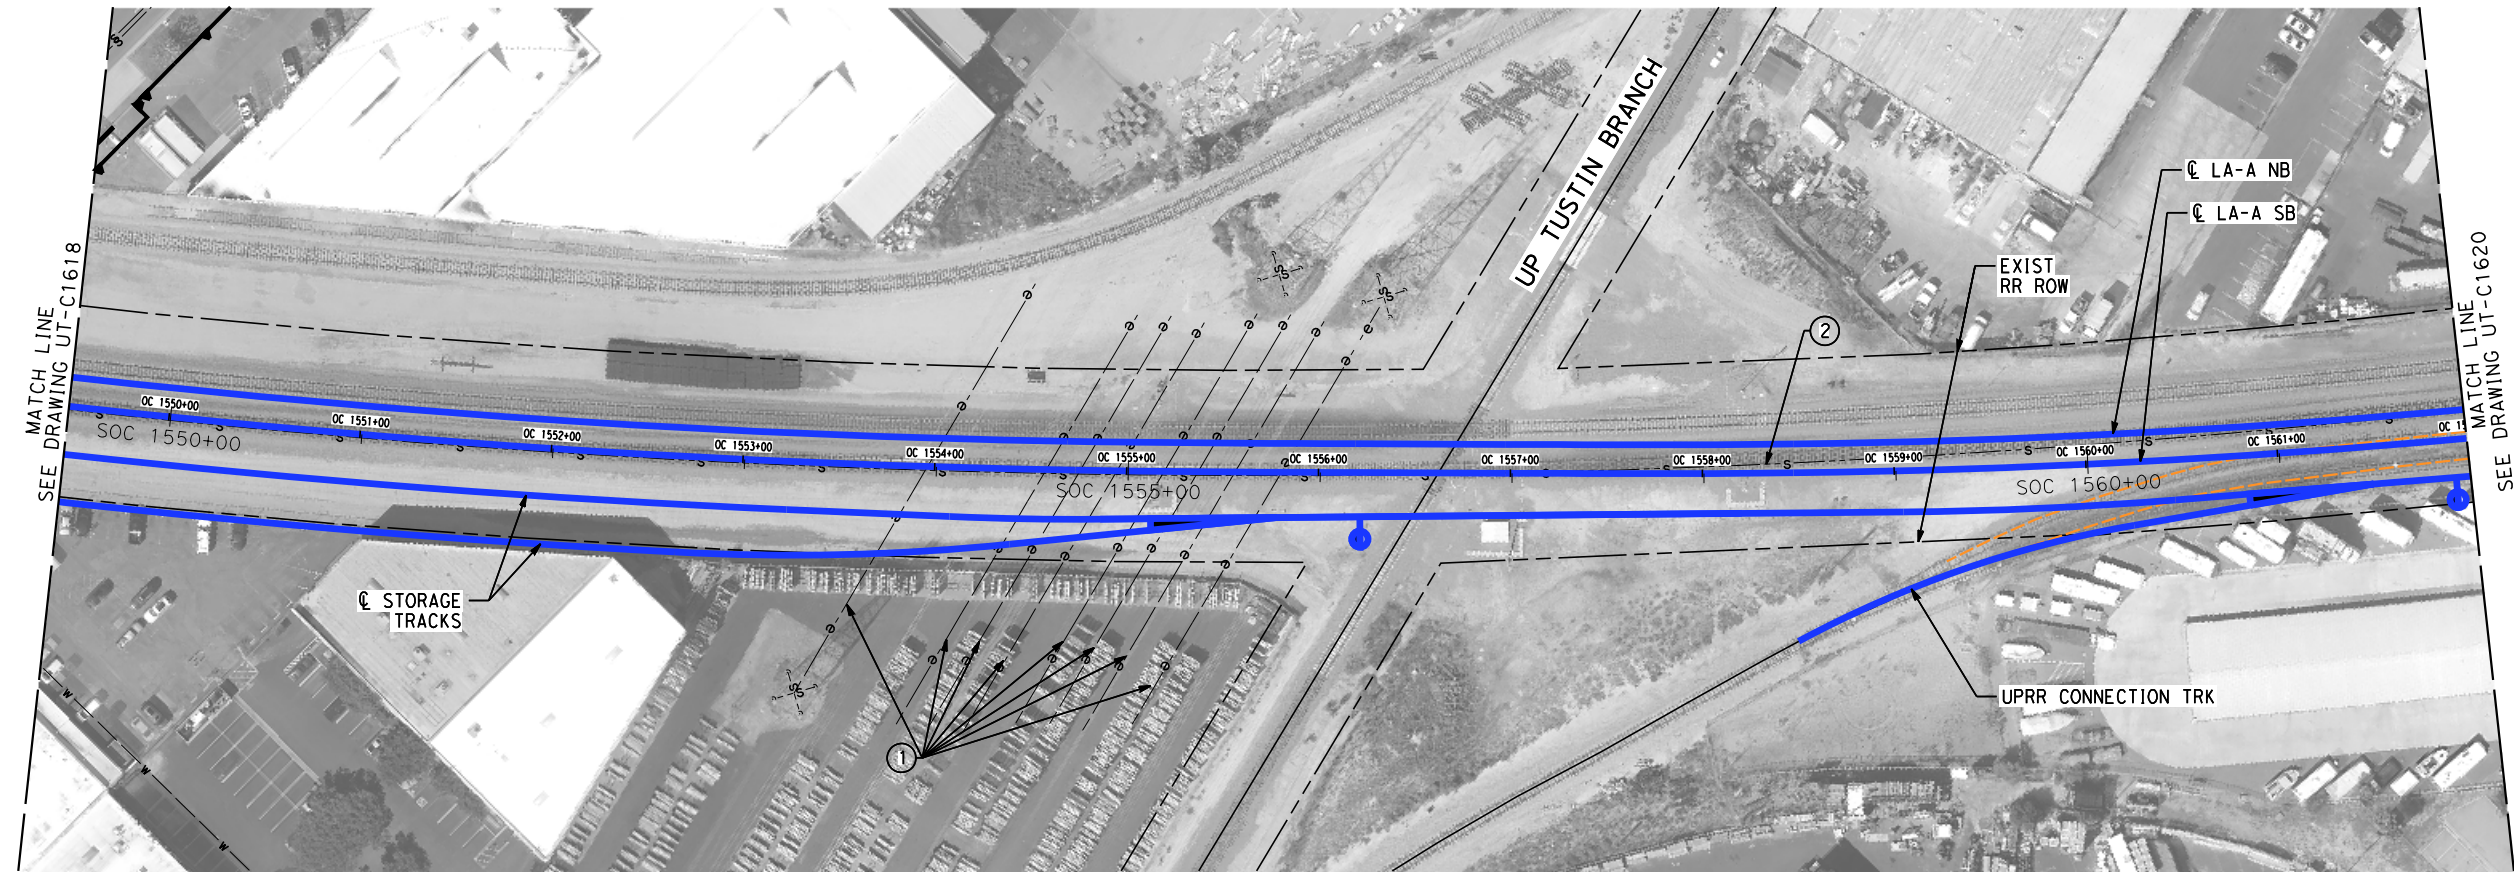 MATCH LINE
SEE DRAWING UT-C1618
UP TUSTIN BRANCH
℄ LA-A NB
℄ LA-A SB
EXIST
RR ROW
2
MATCH LINE
SEE DRAWING UT-C1620
OC 1550+00
OC 1551+00
OC 1552+00
OC 1553+00
OC 1554+00
OC 1555+00
OC 1556+00
OC 1557+00
OC 1558+00
OC 1559+00
OC 1560+00
OC 1561+00
OC 15
SOC 1550+00
SOC 1555+00
SOC 1560+00
℄ STORAGE
TRACKS
UPRR CONNECTION TRK
1
W
W
W